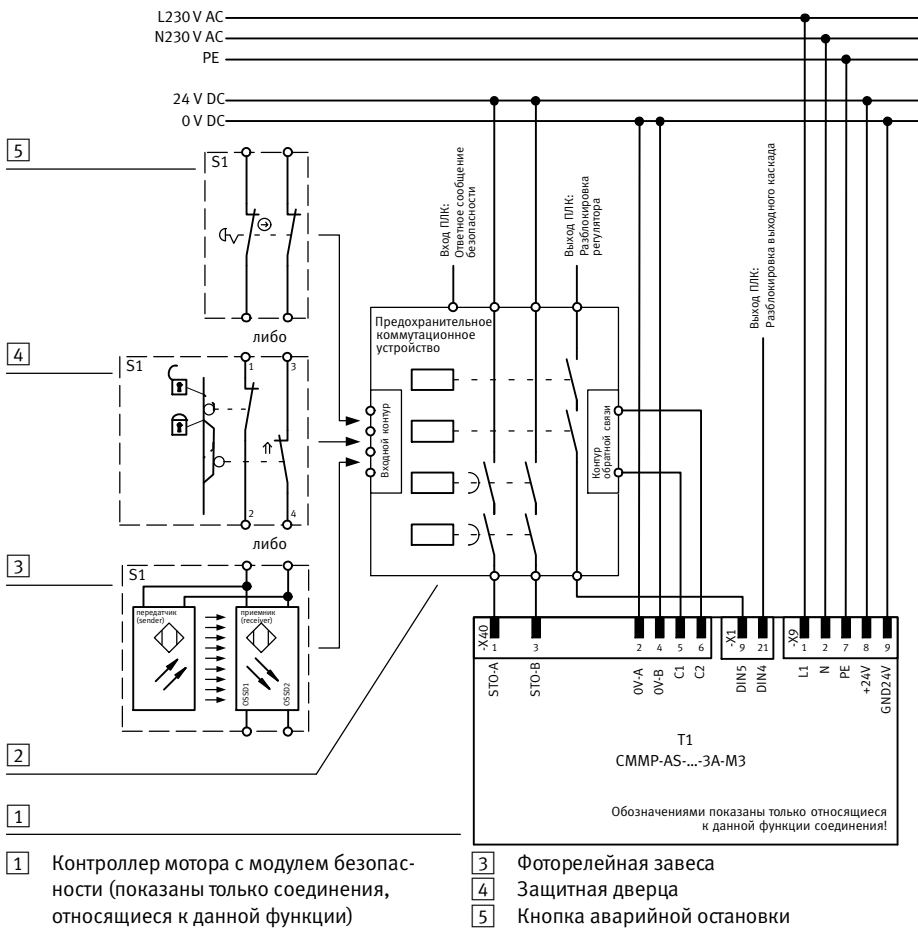 L230 V AC
N230 V AC
PE
24 V DC
0 V DC
5
S1
Вход ПЛК:
Ответное сообщение
безопасности
Выход ПЛК:
Разблокировка
регулятора
Выход ПЛК:
Разблокировка выходного каскада
либо
4
S1
1
3
2
4
Предохранительное
коммутационное
устройство
Входной контур
Контур
обратной связи
либо
3
S1
передатчик
(sender)
приемник
(receiver)
OSSD1
OSSD2
-X40
1
3
2
4
5
6
-X1
9
21
-X9
1
2
7
8
9
STO-A
STO-B
0V-A
0V-B
C1
C2
DIN5
DIN4
L1
N
PE
+24V
GND24V
2
T1
CMMP-AS-...-3A-M3
1
Обозначениями показаны только относящиеся
к данной функции соединения!
1 Контроллер мотора с модулем безопас-
ности (показаны только соединения,
относящиеся к данной функции)
3 Фоторелейная завеса
4 Защитная дверца
5 Кнопка аварийной остановки